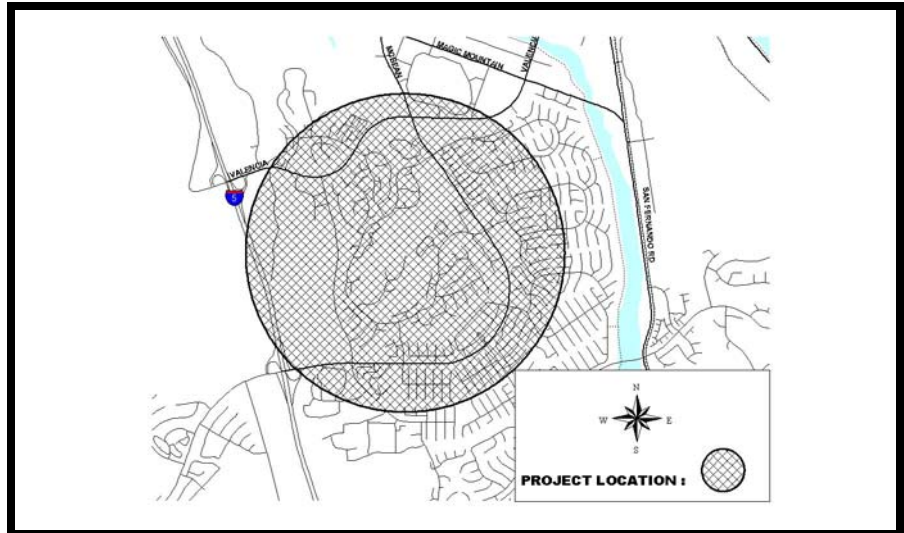 MAGIC MOUNTAIN
VALENCIA
MCBEAN
VALENCIA
5
SAN FERNANDO RD
N
W E
S
PROJECT LOCATION :